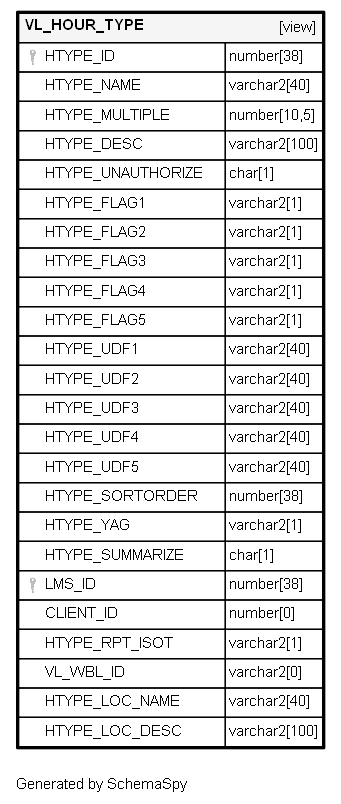 VL_HOUR_TYPE [view]
HTYPE_ID number[38]
HTYPE_NAME varchar2[40]
HTYPE_MULTIPLE number[10,5]
HTYPE_DESC varchar2[100]
HTYPE_UNAUTHORIZE char[1]
HTYPE_FLAG1 varchar2[1]
HTYPE_FLAG2 varchar2[1]
HTYPE_FLAG3 varchar2[1]
HTYPE_FLAG4 varchar2[1]
HTYPE_FLAG5 varchar2[1]
HTYPE_UDF1 varchar2[40]
HTYPE_UDF2 varchar2[40]
HTYPE_UDF3 varchar2[40]
HTYPE_UDF4 varchar2[40]
HTYPE_UDF5 varchar2[40]
HTYPE_SORTORDER number[38]
HTYPE_YAG varchar2[1]
HTYPE_SUMMARIZE char[1]
LMS_ID number[38]
CLIENT_ID number[0]
HTYPE_RPT_ISOT varchar2[1]
VL_WBL_ID varchar2[0]
HTYPE_LOC_NAME varchar2[40]
HTYPE_LOC_DESC varchar2[100]
Generated by SchemaSpy